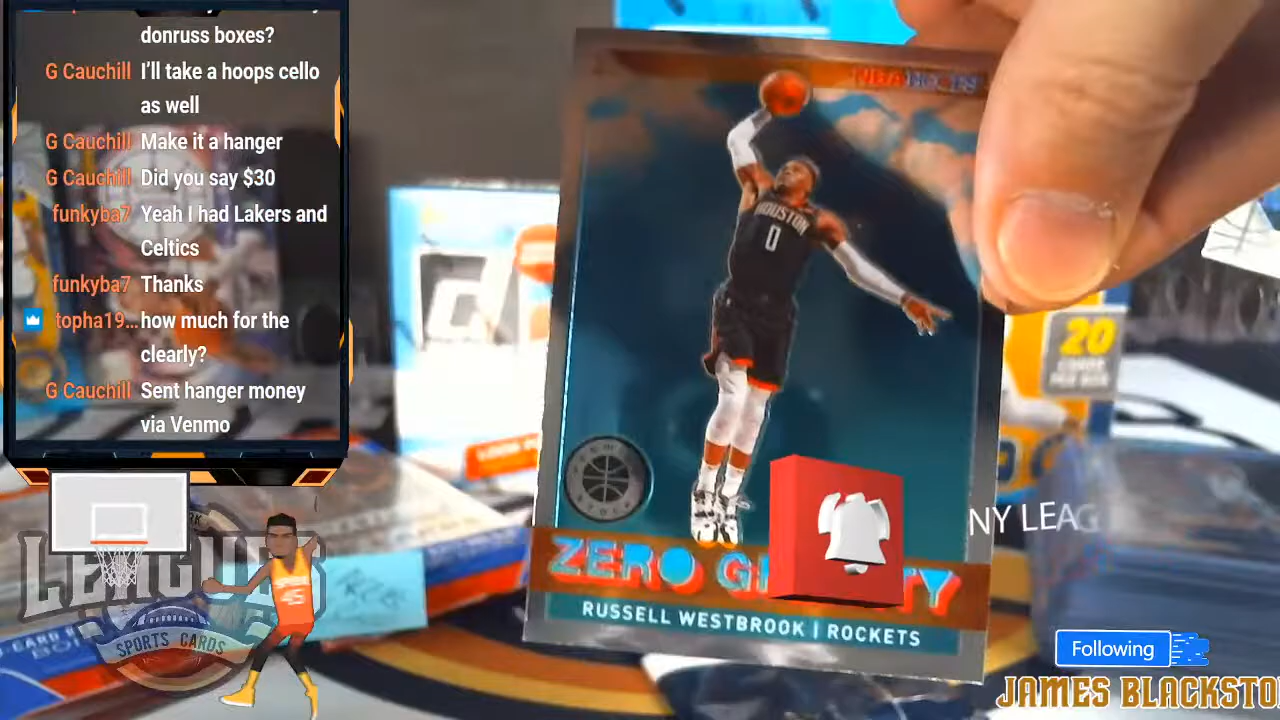 donruss boxes?
G Cauchill I'll take a hoops cello
as well
G Cauchill Make it a hanger
G Cauchill Did you say $30
funkyba7 Yeah I had Lakers and
Celtics
funkyba7 Thanks
topha19... how much for the
clearly?
G Cauchill Sent hanger money
via Venmo
NBA HOOPS
HOUSTON
0
ZERO G
TY
RUSSELL WESTBROOK | ROCKETS
20
NY LEAG
LEAGUE
SPORTS CARDS
45
Following
JAMES BLACKSTO